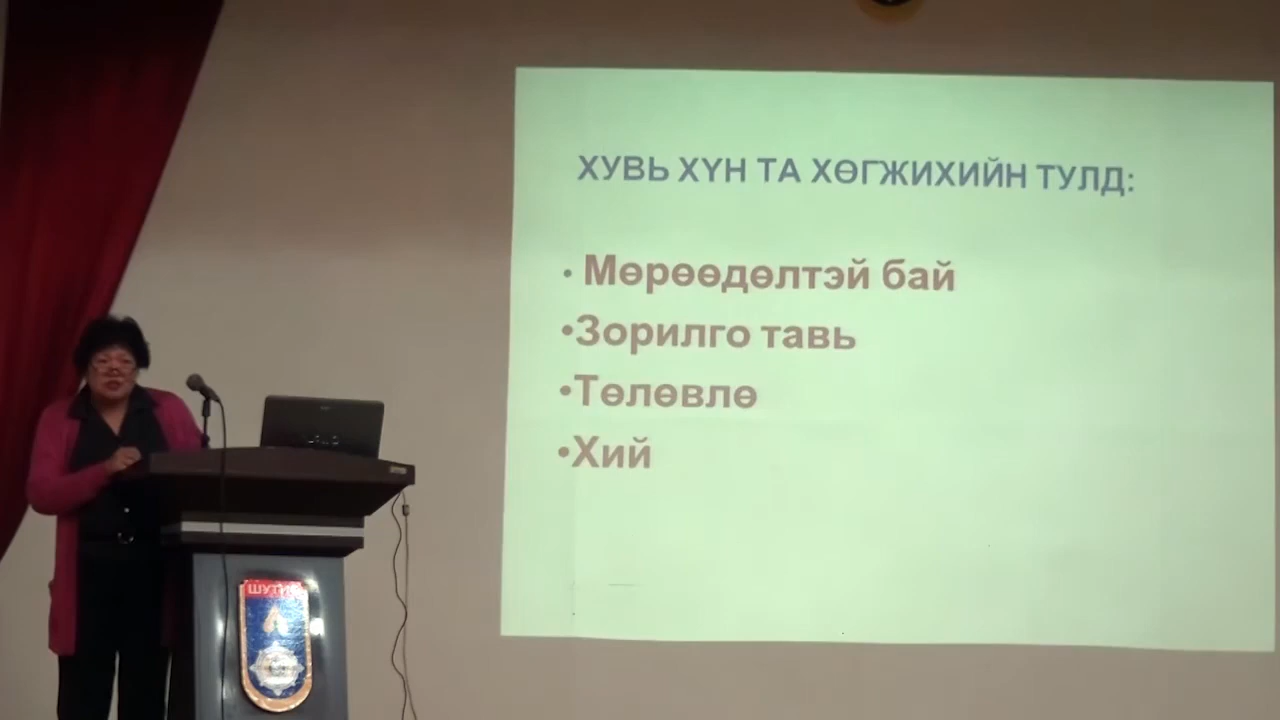 ХУВЬ ХҮН ТА ХӨГЖИХИЙН ТУЛД:
• Мөрөөдөлтэй бай
•Зорилго тавь
•Төлөвлө
•Хий